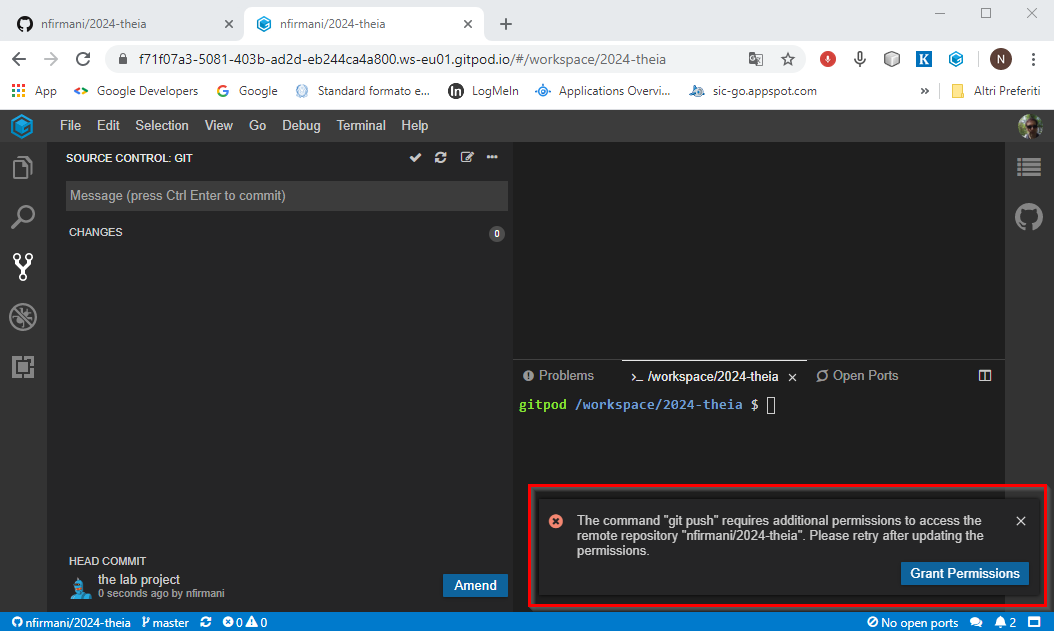 nfirmani/2024-theia
nfirmani/2024-theia
f71f07a3-5081-403b-ad2d-eb244ca4a800.ws-eu01.gitpod.io/#/workspace/2024-theia
K
N
App
Google Developers
Google
Standard formato e...
LogMeIn
Applications Overvi...
sic-go.appspot.com
»
Altri Preferiti
File Edit Selection View Go Debug Terminal Help
SOURCE CONTROL: GIT
Message (press Ctrl Enter to commit)
CHANGES
0
Problems
>_ /workspace/2024-theia
Open Ports
gitpod /workspace/2024-theia $
The command "git push" requires additional permissions to access the
remote repository "nfirmani/2024-theia". Please retry after updating the
permissions.
Grant Permissions
HEAD COMMIT
the lab project
0 seconds ago by nfirmani
Amend
nfirmani/2024-theia master 0 0
No open ports 2